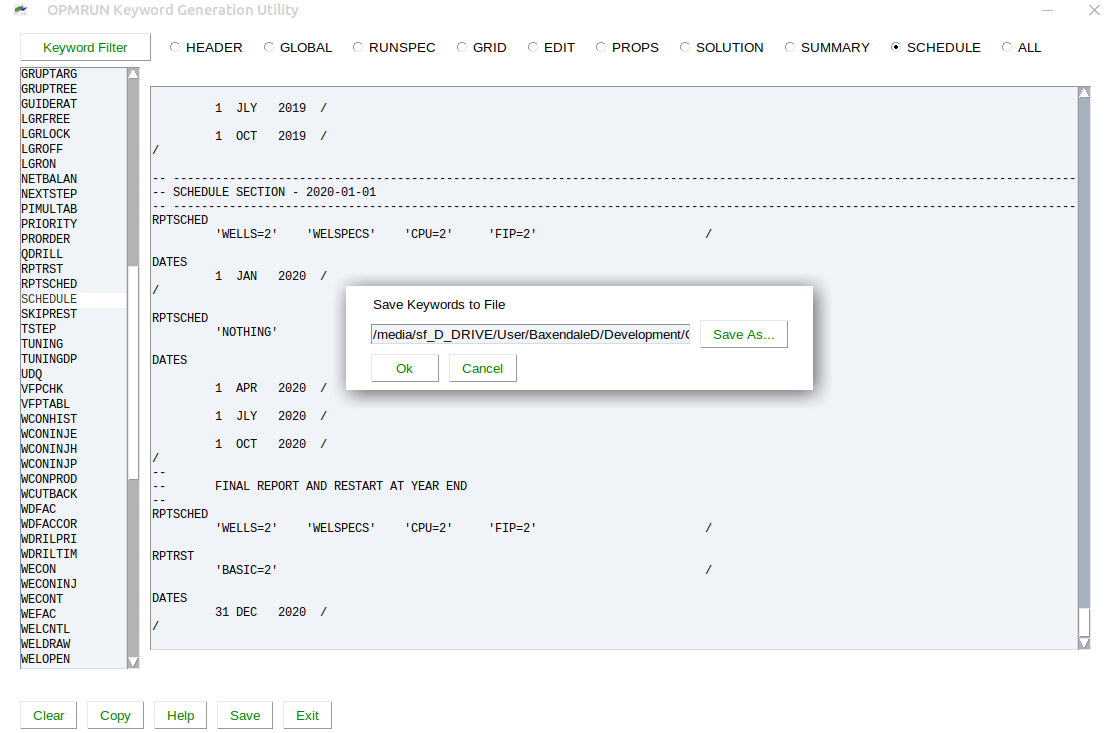 OPMRUN Keyword Generation Utility
Keyword Filter HEADER GLOBAL RUNSPEC GRID EDIT PROPS SOLUTION SUMMARY SCHEDULE ALL
GRUPTARG
GRUPTREE
GUIDERAT
LGRFREE
LGRLOCK
LGROFF
LGRON
NETBALAN
NEXTSTEP
PIMULTAB
PRIORITY
PRORDER
QDRILL
RPTRST
RPTSCHED
SCHEDULE
SKIPREST
TSTEP
TUNING
TUNINGDP
UDQ
VFPCHK
VFPTABL
WCONHIST
WCONINJE
WCONINJH
WCONINJP
WCONPROD
WCUTBACK
WDFAC
WDFACCOR
WDRILPRI
WDRILTIM
WECON
WECONINJ
WECONT
WEFAC
WELCNTL
WELDRAW
WELOPEN
1 JLY 2019 /
1 OCT 2019 /
/
-- ---------------------------------------------------------------------------------------------------------------------------------
-- SCHEDULE SECTION - 2020-01-01
-- ---------------------------------------------------------------------------------------------------------------------------------
RPTSCHED
'WELLS=2' 'WELSPECS' 'CPU=2' 'FIP=2' /
DATES
1 JAN 2020 /
/
RPTSCHED
'NOTHING'
DATES
1 APR 2020 /
1 JLY 2020 /
1 OCT 2020 /
/
--
-- FINAL REPORT AND RESTART AT YEAR END
--
RPTSCHED
'WELLS=2' 'WELSPECS' 'CPU=2' 'FIP=2' /
RPTRST
'BASIC=2' /
DATES
31 DEC 2020 /
/
Save Keywords to File
/media/sf_D_DRIVE/User/BaxendaleD/Development/ Save As...
Ok Cancel
Clear Copy Help Save Exit